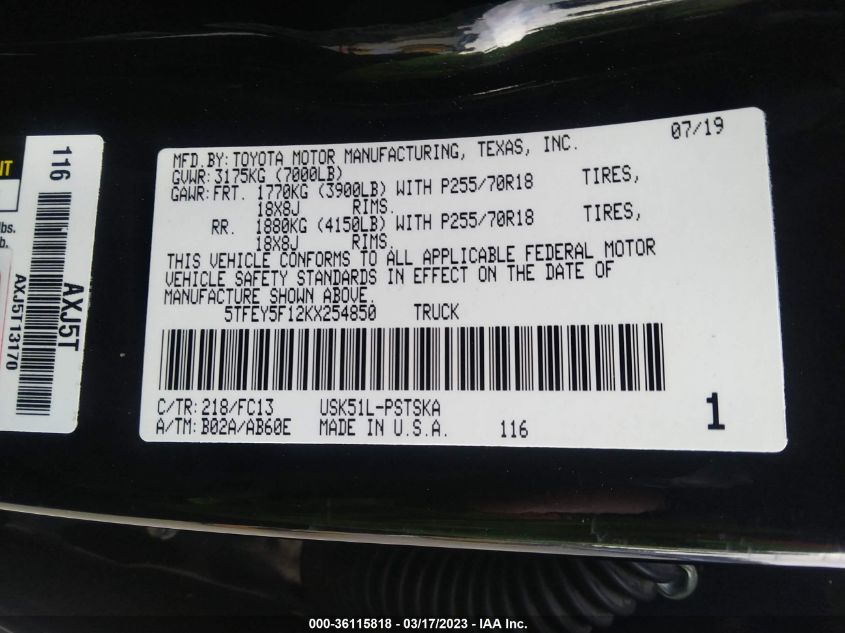 07/19
MFD.BY: TOYOTA MOTOR MANUFACTURING, TEXAS, INC.
GVWR: 3175KG (7000LB)
GAWR: FRT. 1770KG (3900LB) WITH P255/70R18 TIRES,
18X8J RIMS.
RR. 1880KG (4150LB) WITH P255/70R18 TIRES,
18X8J RIMS.
THIS VEHICLE CONFORMS TO ALL APPLICABLE FEDERAL MOTOR
VEHICLE SAFETY STANDARDS IN EFFECT ON THE DATE OF
MANUFACTURE SHOWN ABOVE.
5TFEY5F12KX254850 TRUCK
C/TR: 218/FC13 USK51L-PSTSKA
A/TM: B02A/AB60E MADE IN U.S.A. 116
1
116
AXJ5T
AXJ5T13170
lbs.
b.
000-36115818 - 03/17/2023 - IAA Inc.